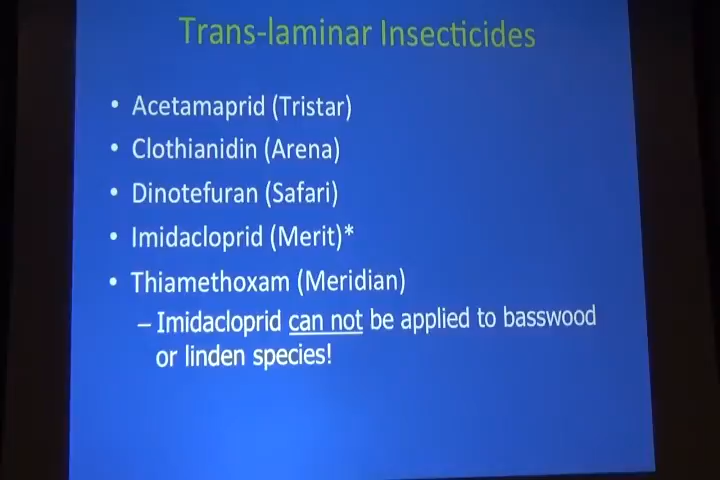 Trans-laminar Insecticides
• Acetamaprid (Tristar)
• Clothianidin (Arena)
• Dinotefuran (Safari)
• Imidacloprid (Merit)*
• Thiamethoxam (Meridian)
– Imidacloprid can not be applied to basswood
or linden species!